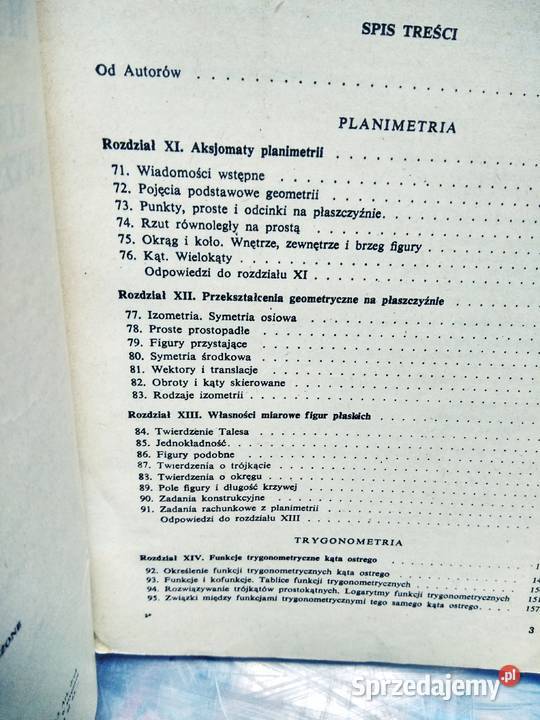 SPIS TREŚCI
Od Autorów
PLANIMETRIA
Rozdział XI. Aksjomaty planimetrii
71. Wiadomości wstępne
72. Pojęcia podstawowe geometrii
73. Punkty, proste i odcinki na płaszczyźnie.
74. Rzut równoległy na prostą
75. Okrąg i koło. Wnętrze, zewnętrze i brzeg figury
76. Kąt. Wielokąty
Odpowiedzi do rozdziału XI
Rozdział XII. Przekształcenia geometryczne na płaszczyźnie
77. Izometria. Symetria osiowa
78. Proste prostopadłe
79. Figury przystające
80. Symetria środkowa
81. Wektory i translacje
82. Obroty i kąty skierowane
83. Rodzaje izometrii
Rozdział XIII. Własności miarowe figur płaskich
84. Twierdzenie Talesa
85. Jednokładność
86. Figury podobne
87. Twierdzenia o trójkącie
83. Twierdzenia o okręgu
89. Pole figury i długość krzywej
90. Zadania konstrukcyjne
91. Zadania rachunkowe z planimetrii
Odpowiedzi do rozdziału XIII
TRYGONOMETRIA
Rozdział XIV. Funkcje trygonometryczne kąta ostrego
92. Określenie funkcji trygonometrycznych kąta ostrego
93. Funkcje i kofunkcje. Tablice funkcji trygonometrycznych
94. Rozwiązywanie trójkątów prostokątnych. Logarytmy funkcji trygonometrycznych 151
95. Związki między funkcjami trygonometrycznymi tego samego kąta ostrego. 157
3
Sprzedajemy.pl